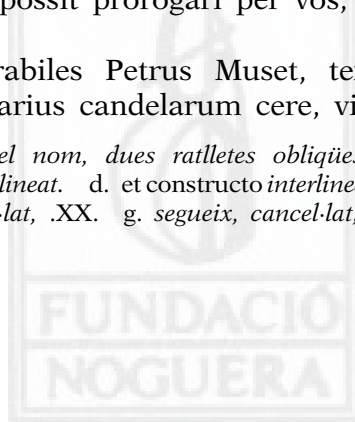 possit prorogari per vos,
rabiles Petrus Muset, te
arius candelarum cere, vi
el nom, dues ratlletes obliqües
lineat. d. et constructo interline
·lat, .XX. g. segueix, cancel·lat,
FUNDACIÓ
NOGUERA